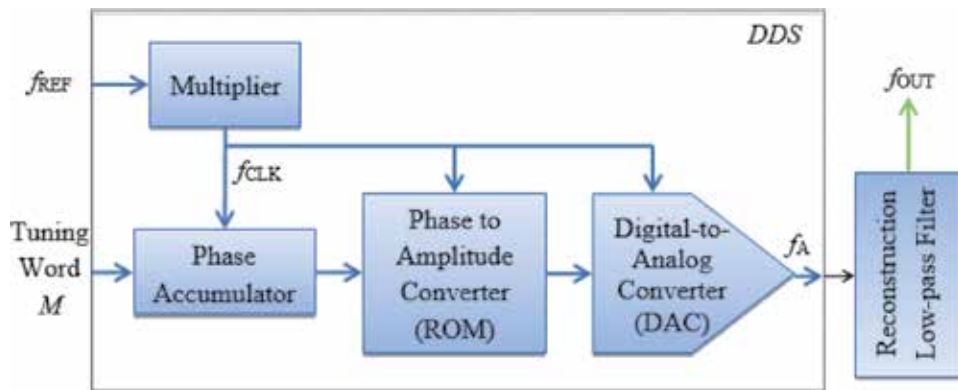 DDS
fREF
Multiplier
fOUT
fCLK
Tuning
Word
M
Phase
Accumulator
Phase to
Amplitude
Converter
(ROM)
Digital-to-
Analog
Converter
(DAC)
fA
Reconstruction
Low-pass Filter